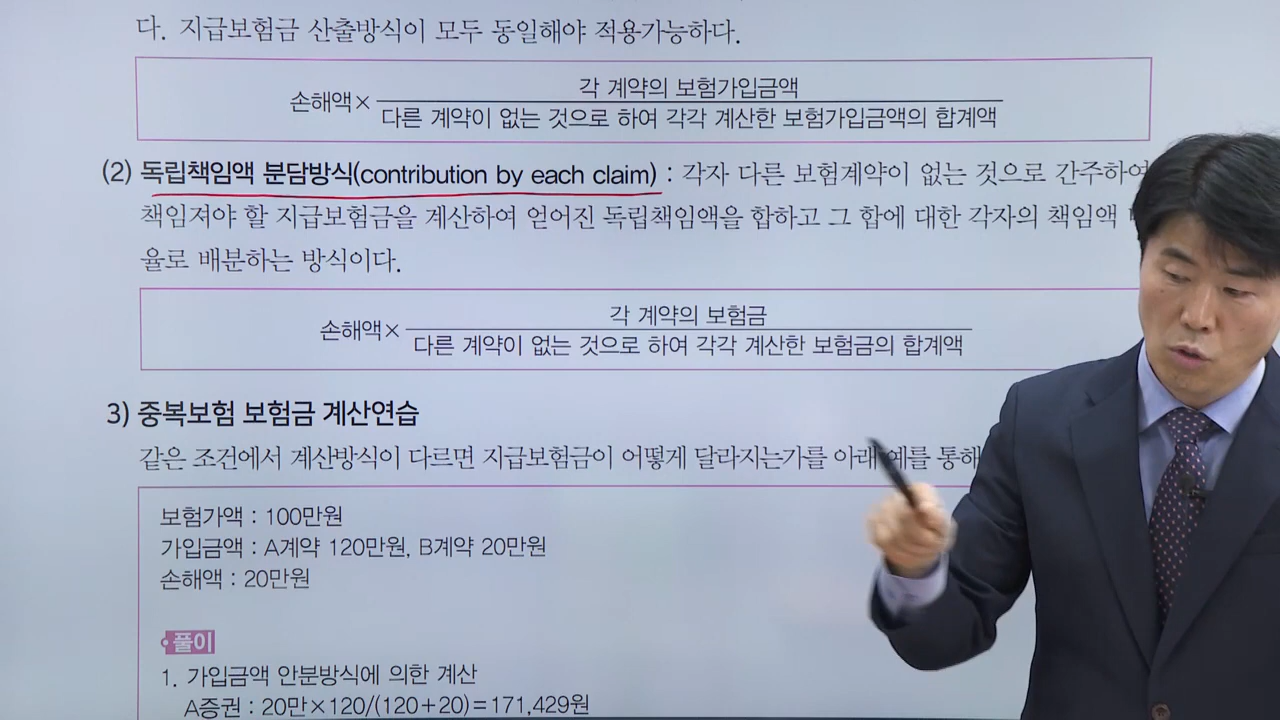 다. 지급보험금 산출방식이 모두 동일해야 적용가능하다.
손해액× 각 계약의 보험가입금액
다른 계약이 없는 것으로 하여 각각 계산한 보험가입금액의 합계액
(2) 독립책임액 분담방식(contribution by each claim) : 각자 다른 보험계약이 없는 것으로 간주하여
책임져야 할 지급보험금을 계산하여 얻어진 독립책임액을 합하고 그 합에 대한 각자의 책임액
율로 배분하는 방식이다.
손해액× 각 계약의 보험금
다른 계약이 없는 것으로 하여 각각 계산한 보험금의 합계액
3) 중복보험 보험금 계산연습
같은 조건에서 계산방식이 다르면 지급보험금이 어떻게 달라지는가를 아래 예를 통해
보험가액 : 100만원
가입금액 : A계약 120만원, B계약 20만원
손해액 : 20만원
풀이
1. 가입금액 안분방식에 의한 계산
A증권 : 20만×120/(120+20)=171,429원